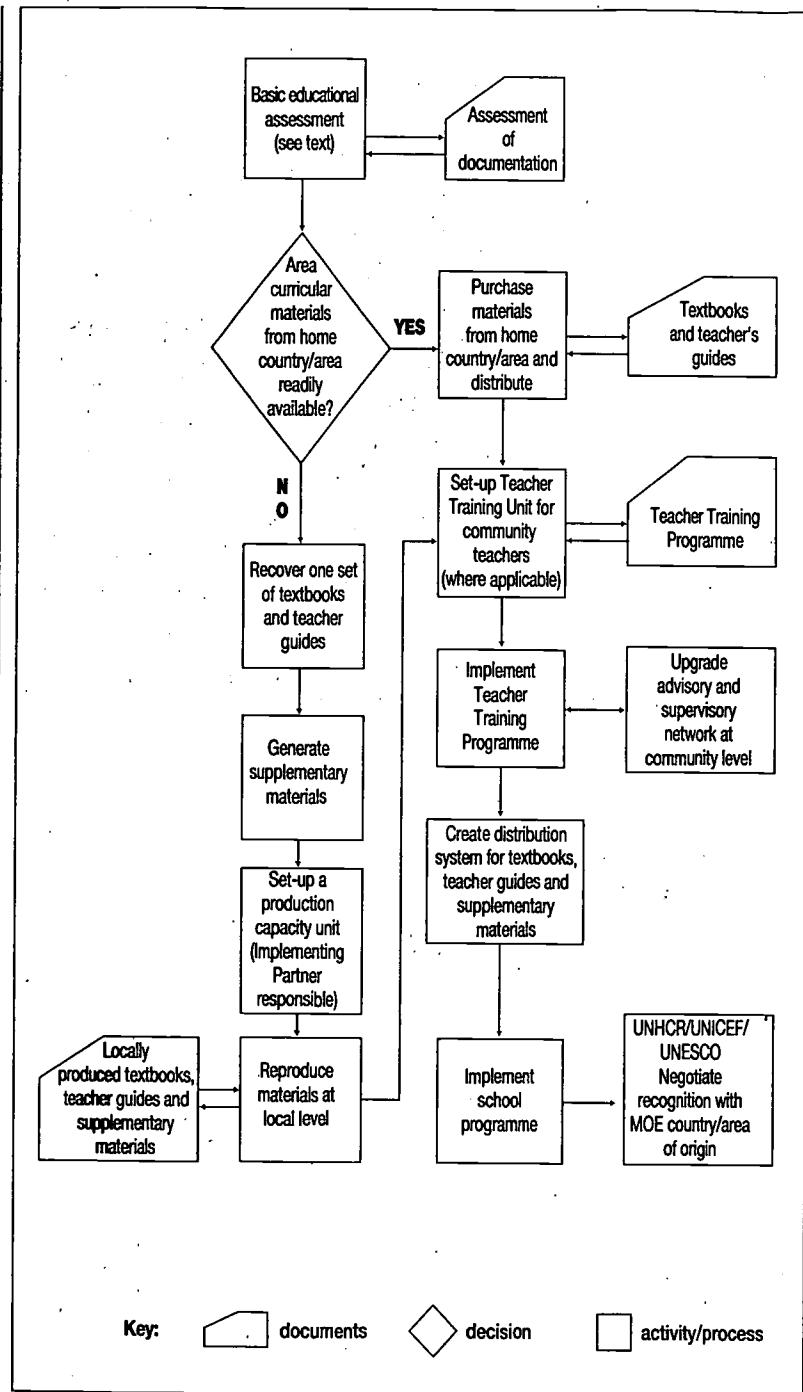 Basic educational
assessment
(see text)
Assessment
of
documentation
Area
curricular
materials
from home
country/area
readily
available?
YES
Purchase
materials
from home
country/area and
distribute
Textbooks
and teacher's
guides
N
O
Set-up Teacher
Training Unit for
community
teachers
(where applicable)
Teacher Training
Programme
Recover one set
of textbooks
and teacher
guides
Implement
Teacher
Training
Programme
Upgrade
advisory and
supervisory
network at
community level
Generate
supplementary
materials
Create distribution
system for textbooks,
teacher guides and
supplementary
materials
Set-up a
production
capacity unit
(Implementing
Partner
responsible)
Locally
produced textbooks,
teacher guides and
supplementary
materials
Reproduce
materials at
local level
Implement
school
programme
UNHCR/UNICEF/
UNESCO
Negotiate
recognition with
MOE country/area
of origin
Key:
documents
decision
activity/process